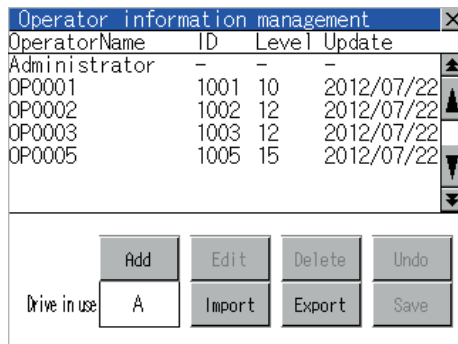 Operator information management ×
OperatorName ID Level Update
Administrator - - -
OP0001 1001 10 2012/07/22
OP0002 1002 12 2012/07/22
OP0003 1003 12 2012/07/22
OP0005 1005 15 2012/07/22
Add Edit Delete Undo
Drive in use A Import Export Save